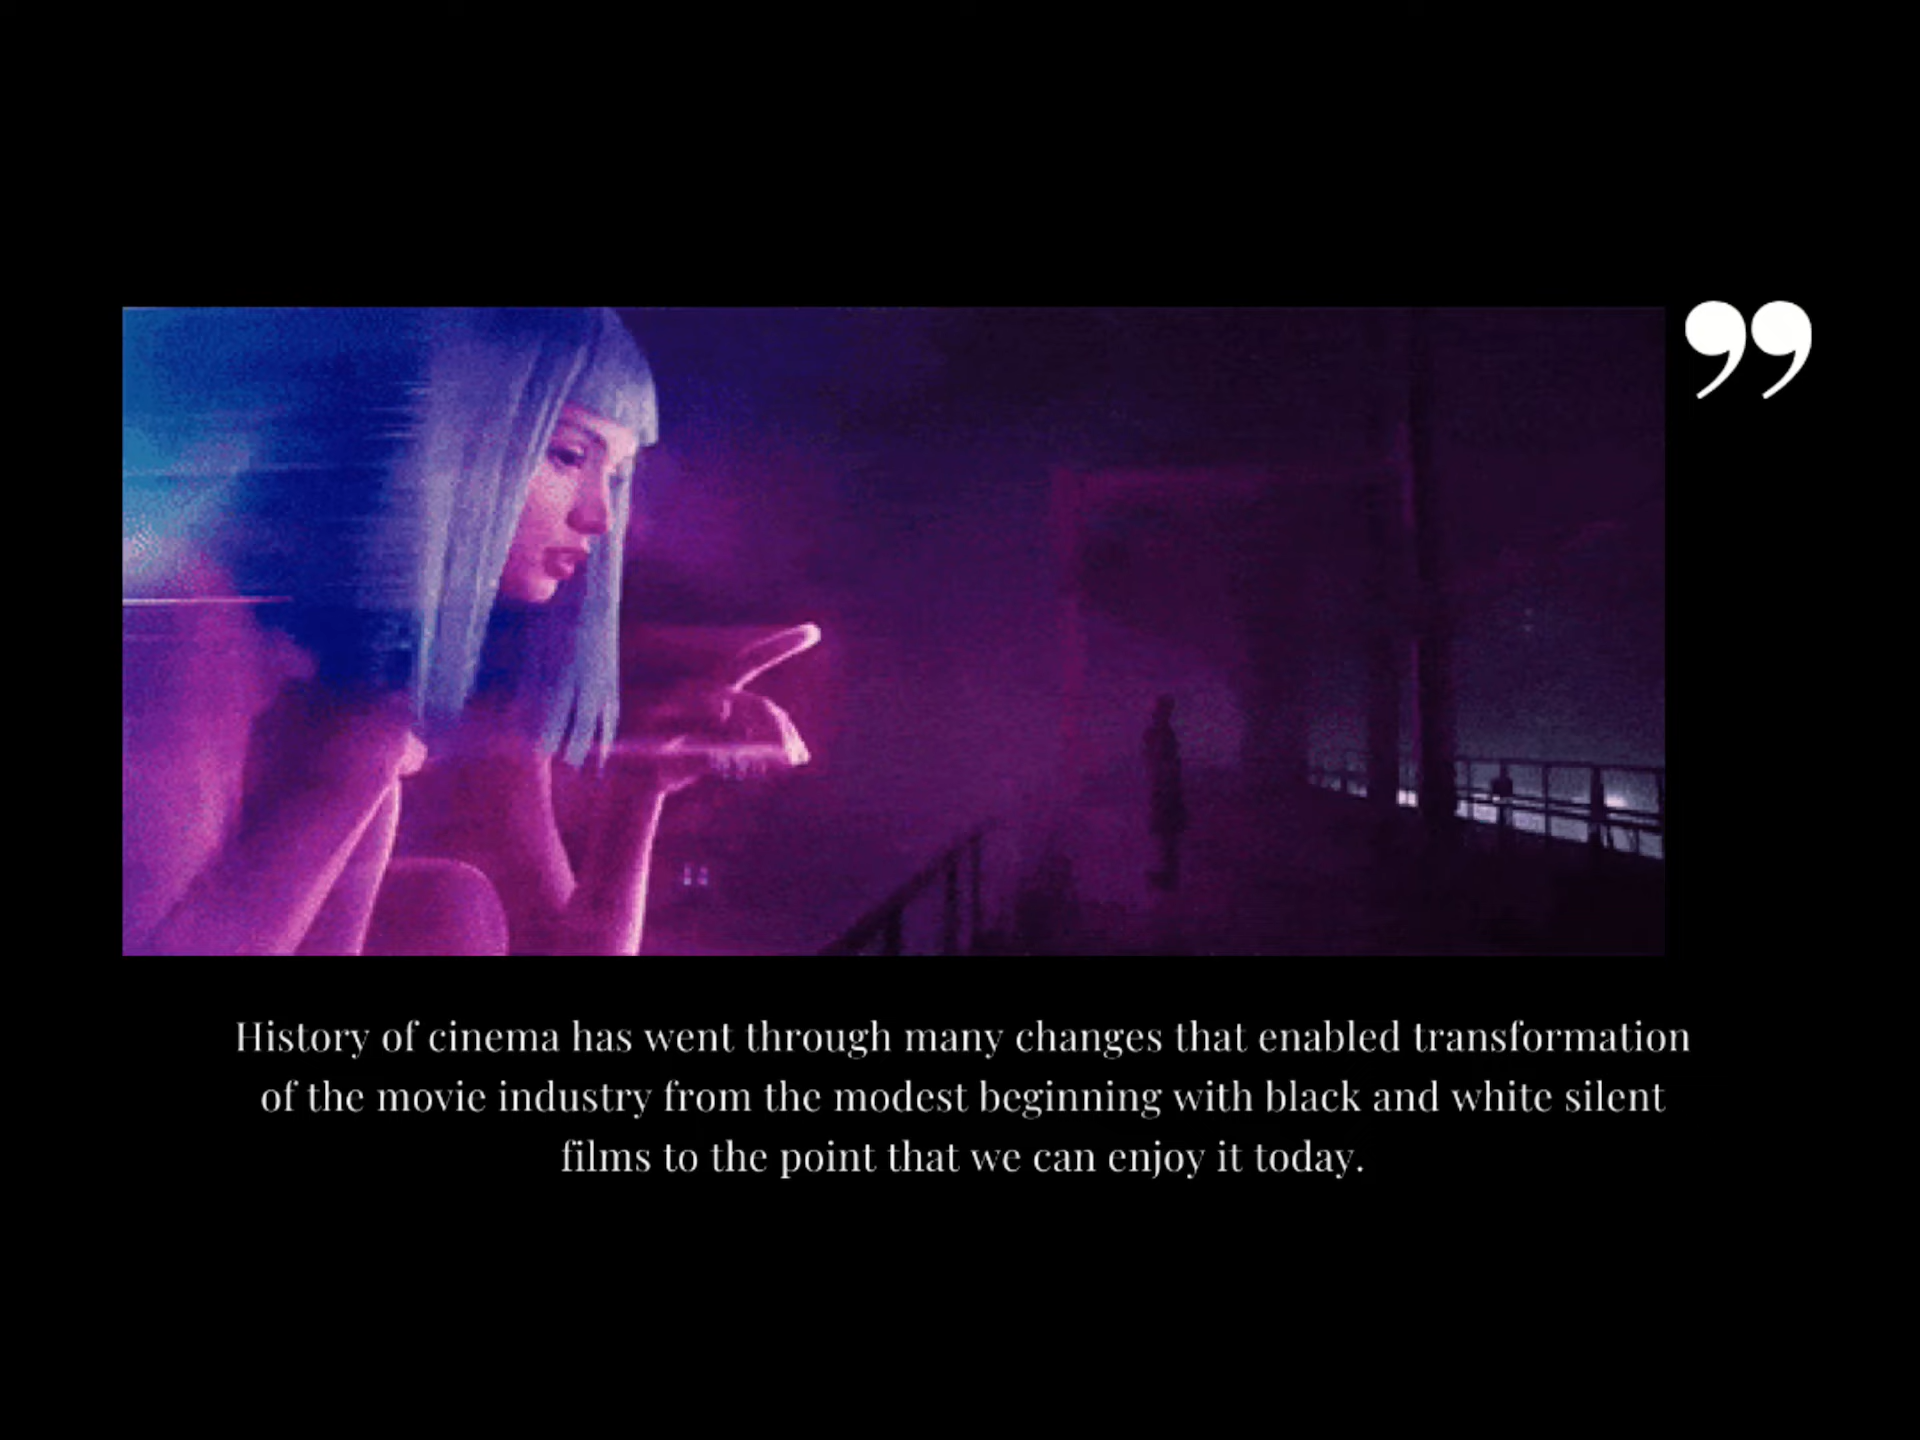 ”
History of cinema has went through many changes that enabled transformation
of the movie industry from the modest beginning with black and white silent
films to the point that we can enjoy it today.